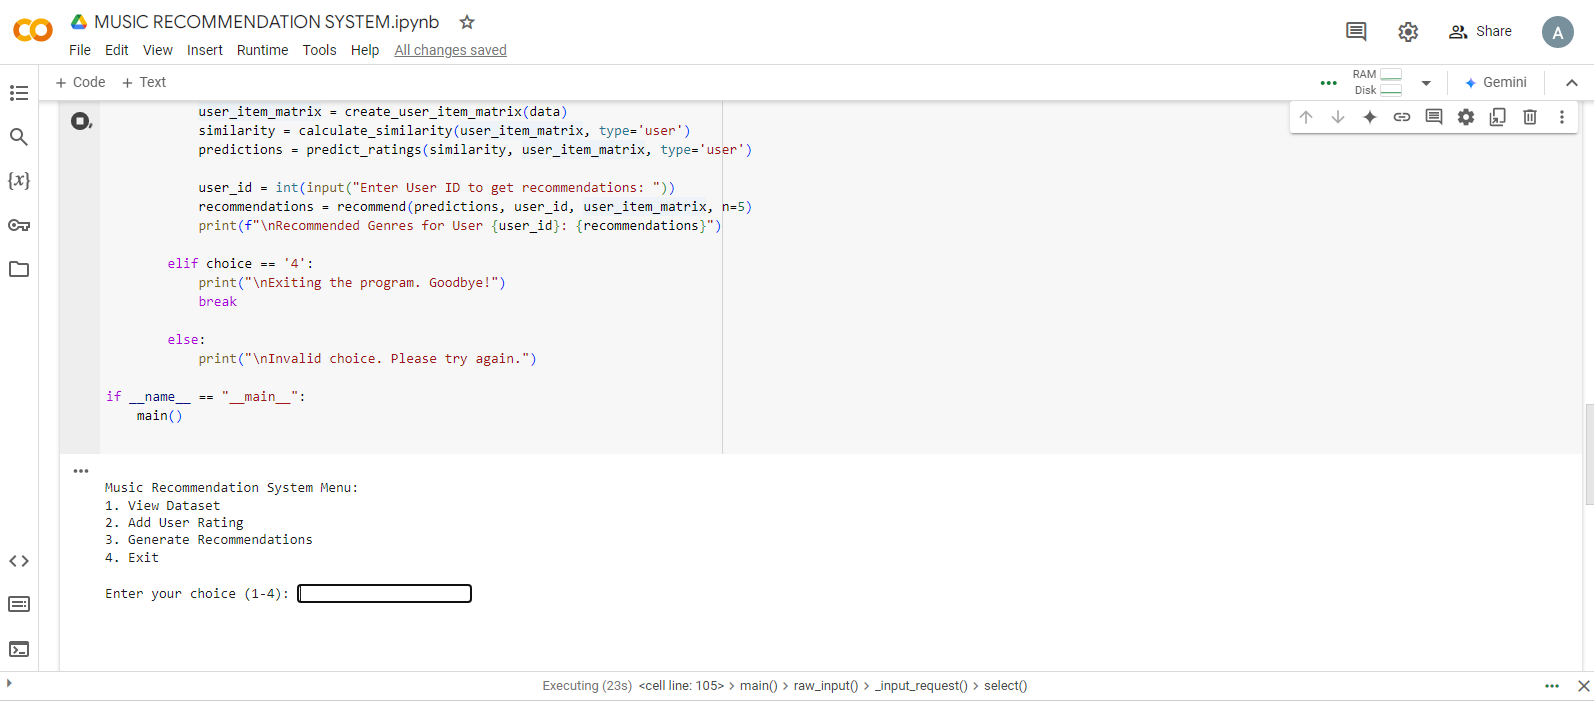 MUSIC RECOMMENDATION SYSTEM.ipynb
File Edit View Insert Runtime Tools Help All changes saved
Share
A
+ Code + Text
RAM
Disk
Gemini
user_item_matrix = create_user_item_matrix(data)
similarity = calculate_similarity(user_item_matrix, type='user')
predictions = predict_ratings(similarity, user_item_matrix, type='user')
user_id = int(input("Enter User ID to get recommendations: "))
recommendations = recommend(predictions, user_id, user_item_matrix, n=5)
print(f"\nRecommended Genres for User {user_id}: {recommendations}")
elif choice == '4':
print("\nExiting the program. Goodbye!")
break
else:
print("\nInvalid choice. Please try again.")
if __name__ == "__main__":
main()
Music Recommendation System Menu:
1. View Dataset
2. Add User Rating
3. Generate Recommendations
4. Exit
Enter your choice (1-4):
Executing (23s) <cell line: 105> > main() > raw_input() > _input_request() > select()